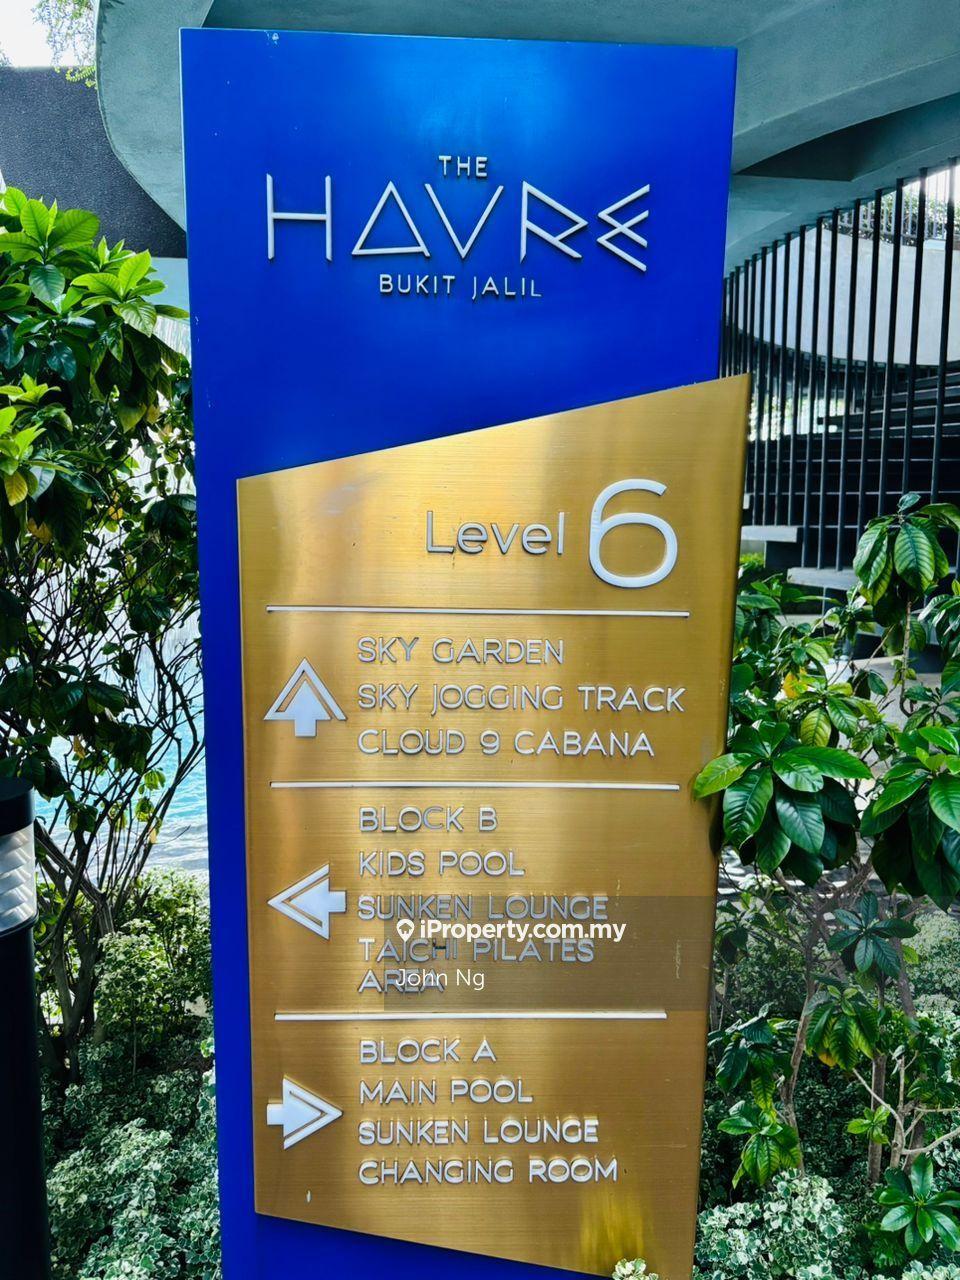 THE
HAVRE
BUKIT JALIL
Level 6
SKY GARDEN
SKY JOGGING TRACK
CLOUD 9 CABANA
BLOCK B
KIDS POOL
SUNKEN LOUNGE
iProperty.com.my
TAICHI PILATES
AREA
John Ng
BLOCK A
MAIN POOL
SUNKEN LOUNGE
CHANGING ROOM